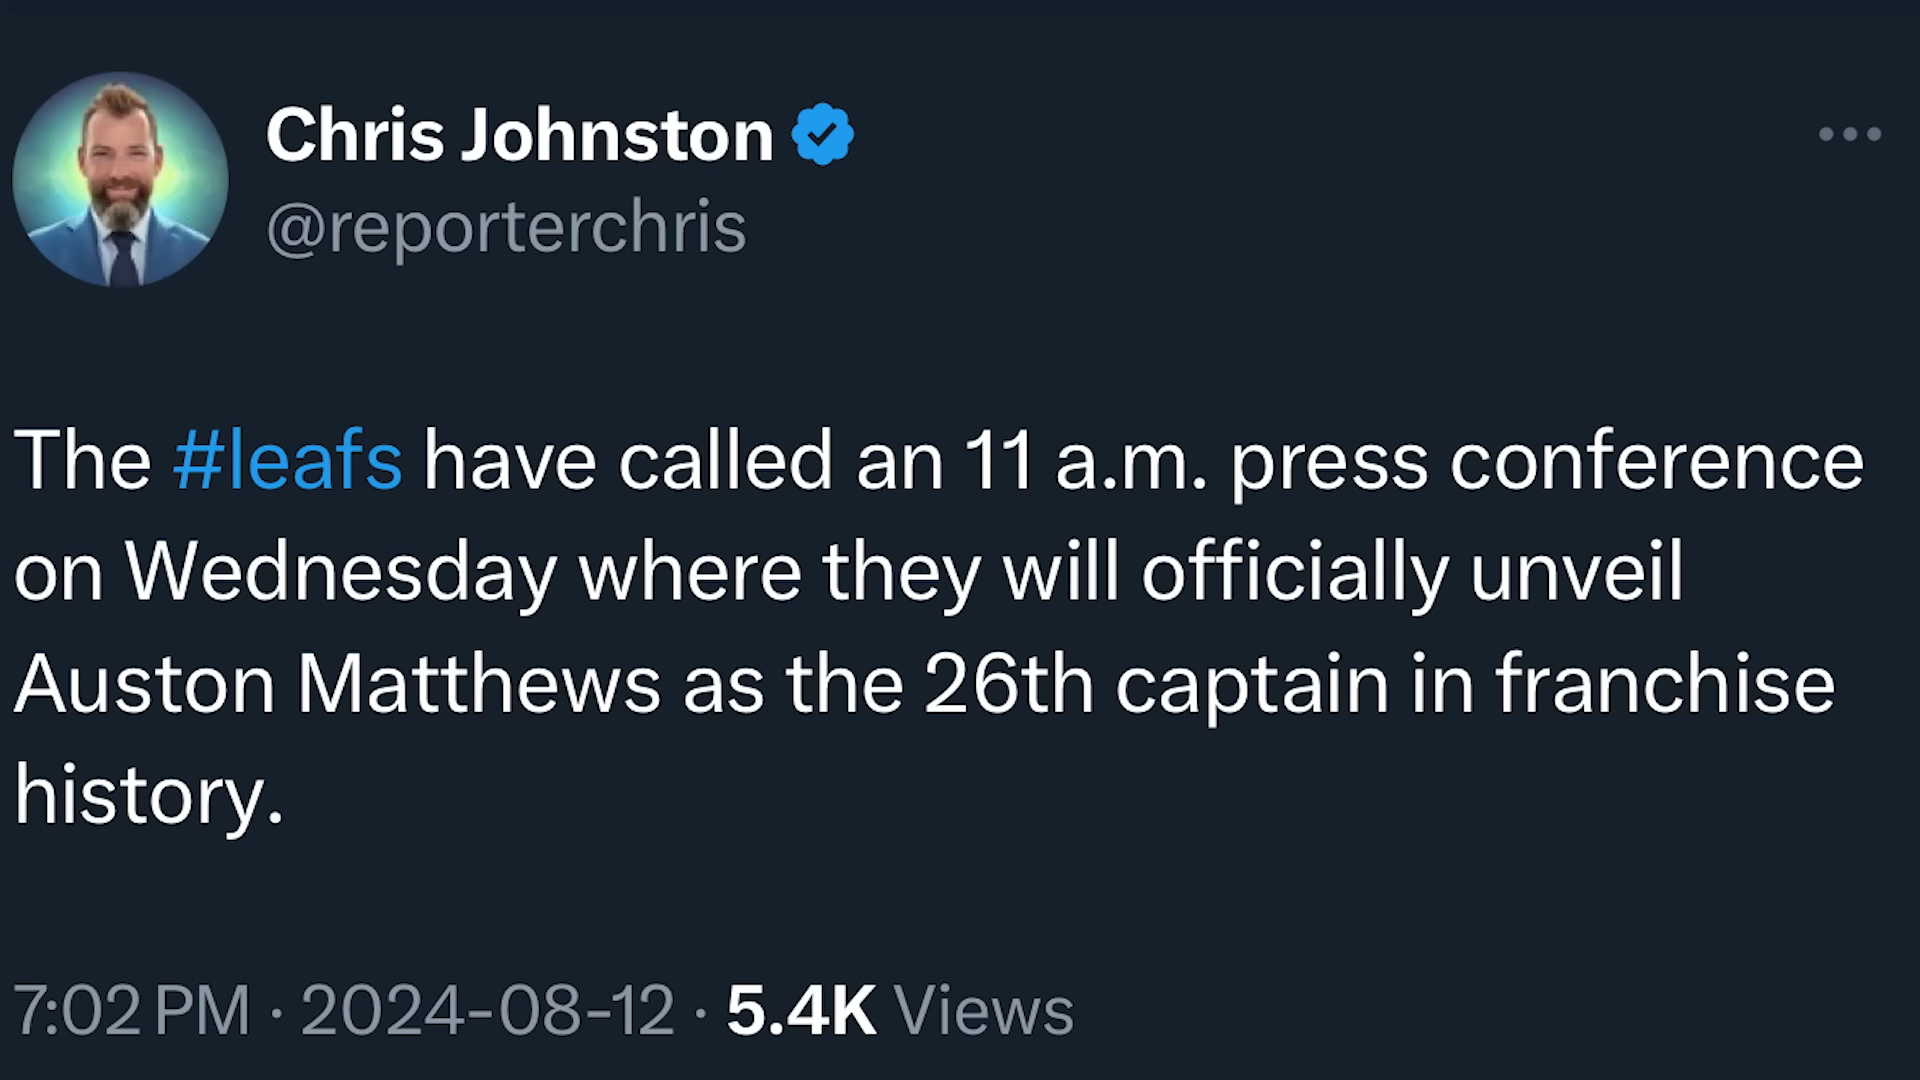 Chris Johnston
@reporterchris
The #leafs have called an 11 a.m. press conference
on Wednesday where they will officially unveil
Auston Matthews as the 26th captain in franchise
history.
7:02 PM · 2024-08-12 · 5.4K Views